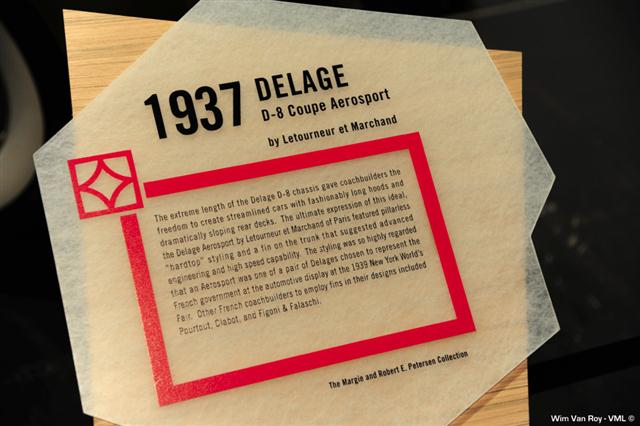 1937 DELAGE
D-8 Coupe Aerosport
by Letourneur et Marchand
The extreme length of the Delage D-8 chassis gave coachbuilders the
freedom to create streamlined cars with fashionably long hoods and
dramatically sloping rear decks. The ultimate expression of this ideal,
the Delage Aerosport by Letourneur et Marchand of Paris featured pillarless
"hardtop" styling and a fin on the trunk that suggested advanced
engineering and high speed capability. The styling was so highly regarded
that an Aerosport was one of a pair of Delages chosen to represent the
French government at the automotive display at the 1939 New York World's
Fair. Other French coachbuilders to employ fins in their designs included
Pourtout, Clabot, and Figoni & Falaschi.
The Margie and Robert E. Petersen Collection
Wim Van Roy - VML ©